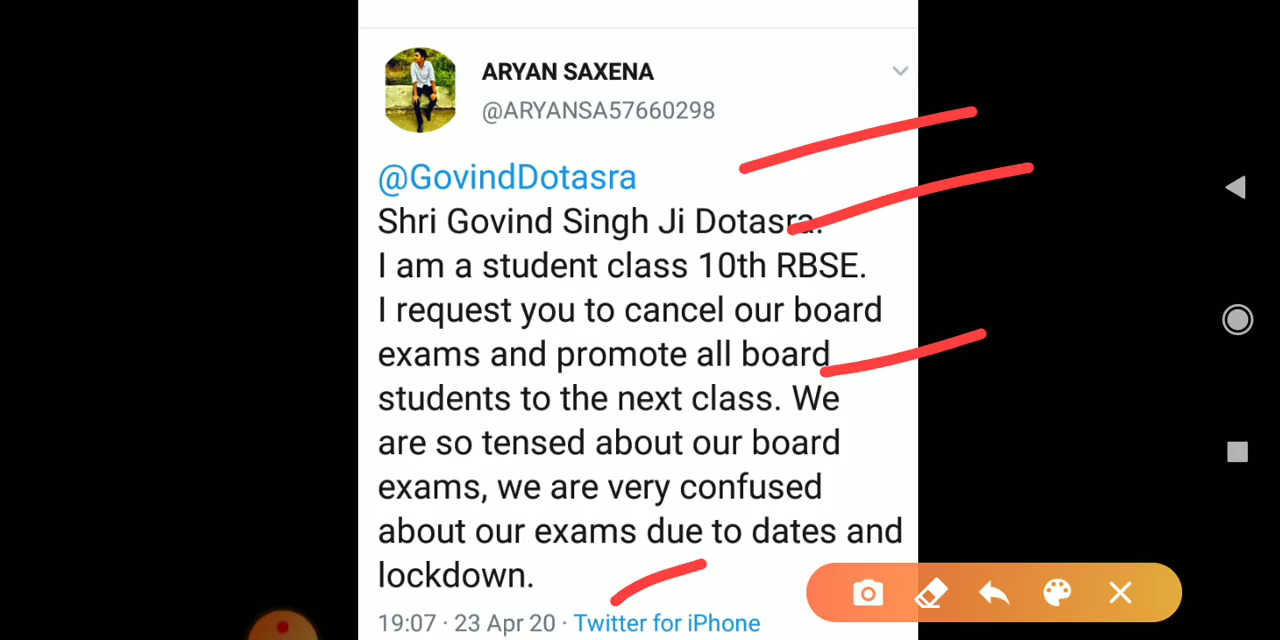 ARYAN SAXENA
@ARYANSA57660298
@GovindDotasra
Shri Govind Singh Ji Dotasra.
I am a student class 10th RBSE.
I request you to cancel our board
exams and promote all board
students to the next class. We
are so tensed about our board
exams, we are very confused
about our exams due to dates and
lockdown.
19:07 · 23 Apr 20 · Twitter for iPhone